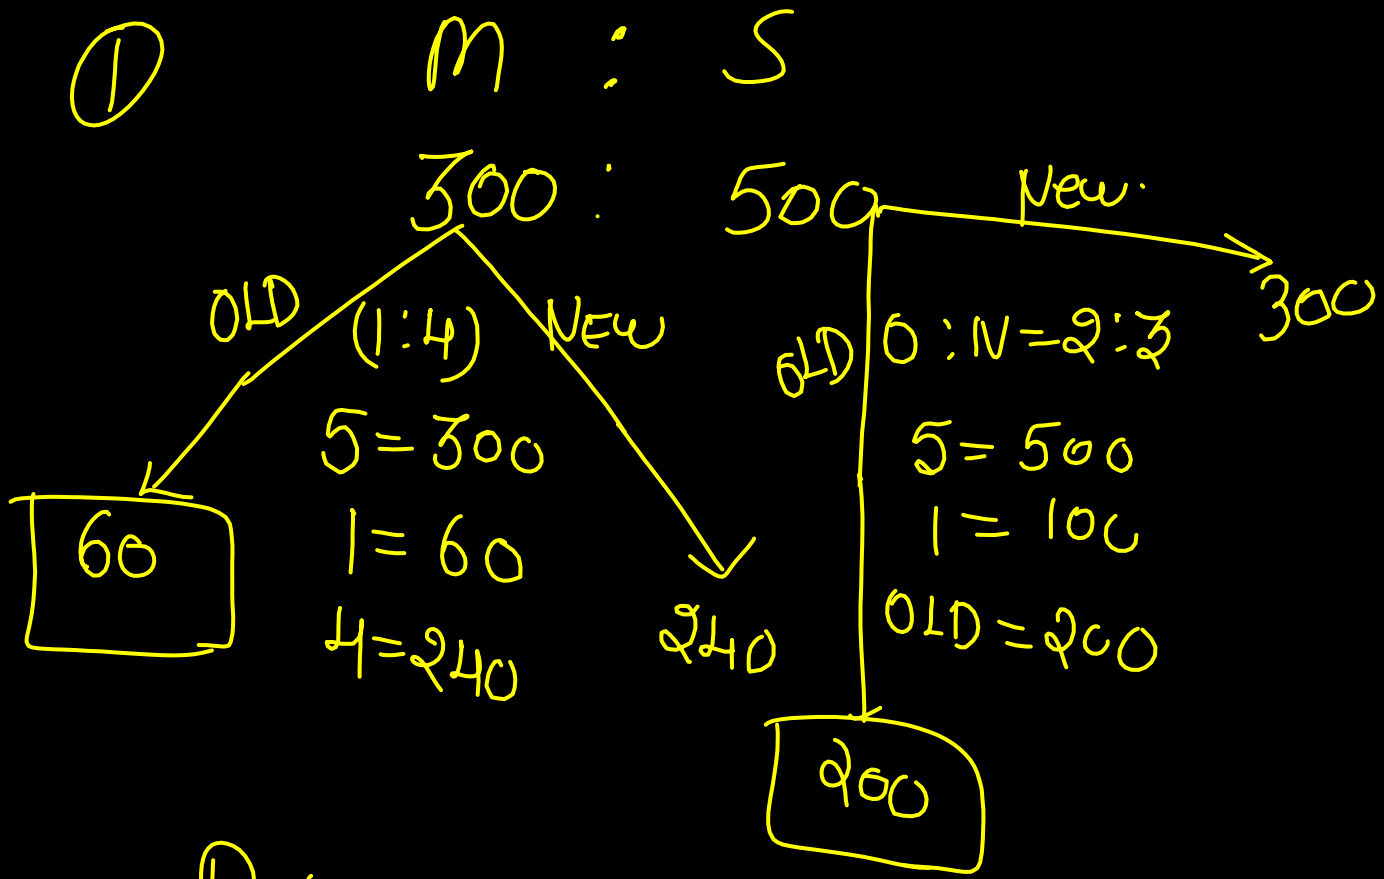 ① M : S
300 : 500 New.
300
OLD (1:4) NEW OLD O:N=2:3
5=300 5=500
60 1=60 1=100
4=240 240 OLD=200
200